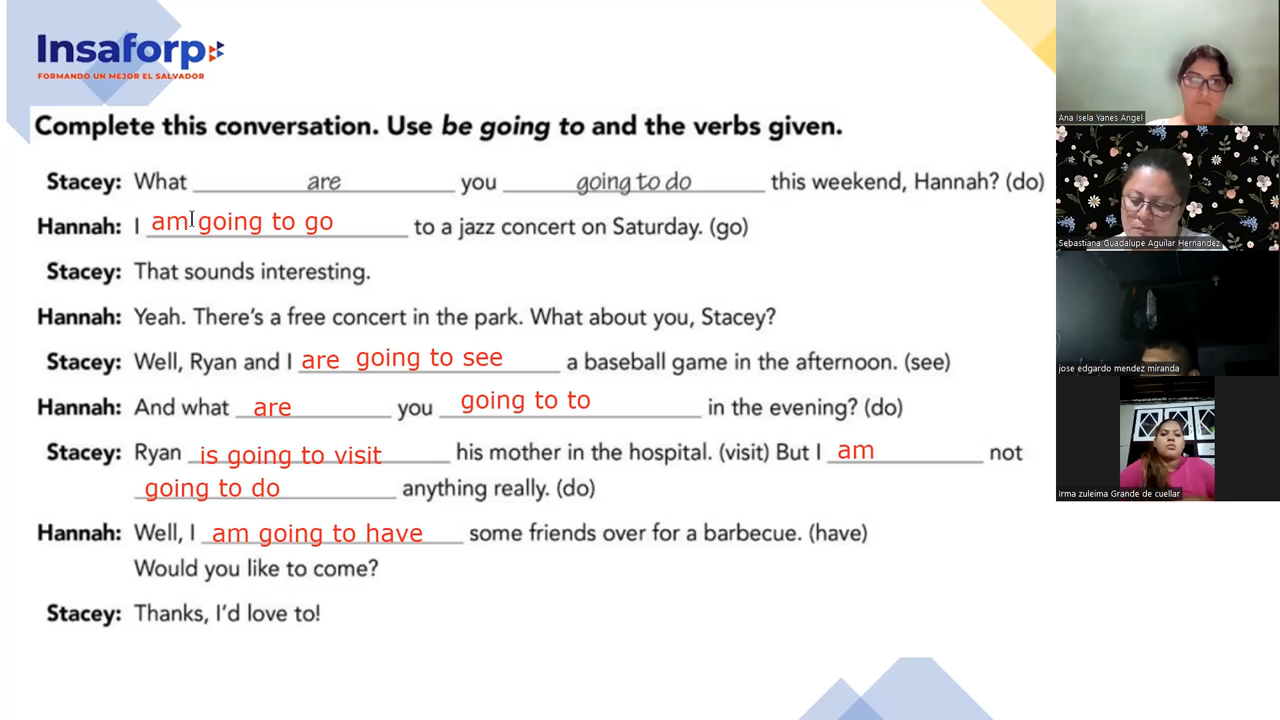 Insaforp
FORMANDO UN MEJOR EL SALVADOR
Complete this conversation. Use be going to and the verbs given.
Stacey: What are you going to do this weekend, Hannah? (do)
Hannah: I am going to go to a jazz concert on Saturday. (go)
Stacey: That sounds interesting.
Hannah: Yeah. There's a free concert in the park. What about you, Stacey?
Stacey: Well, Ryan and I are going to see a baseball game in the afternoon. (see)
Hannah: And what are you going to to in the evening? (do)
Stacey: Ryan is going to visit his mother in the hospital. (visit) But I am not
going to do anything really. (do)
Hannah: Well, I am going to have some friends over for a barbecue. (have)
Would you like to come?
Stacey: Thanks, I'd love to!
Ana Isela Yanes Angel
Sebastiana Guadalupe Aguilar Hernandez
jose edgardo mendez miranda
Irma zuleima Grande de cuellar